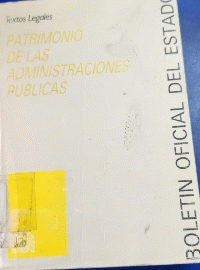 Textos Legales
PATRIMONIO
DE LAS
ADMINISTRACIONES
PUBLICAS
BOLETIN OFICIAL DEL ESTADO